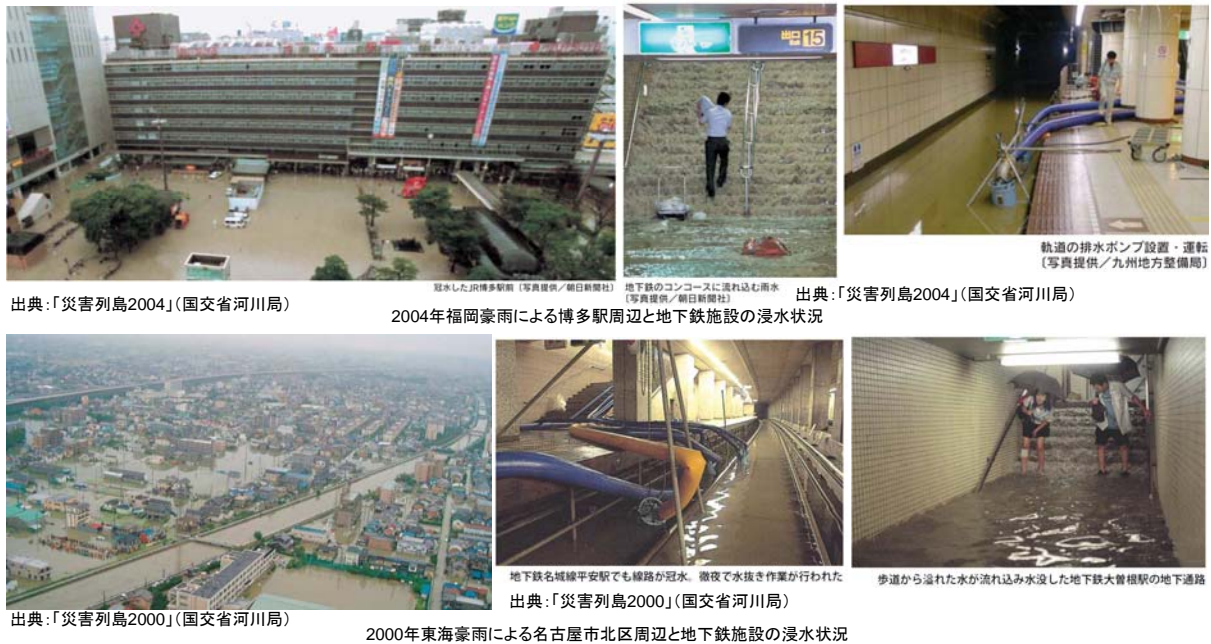 出口
Exit
15
冠水したJR博多駅前〔写真提供／朝日新聞社〕
地下鉄のコンコースに流れ込む雨水
〔写真提供／朝日新聞社〕
軌道の排水ポンプ設置・運転
〔写真提供／九州地方整備局〕
出典：「災害列島2004」（国交省河川局）
出典：「災害列島2004」（国交省河川局）
2004年福岡豪雨による博多駅周辺と地下鉄施設の浸水状況
地下鉄名城線平安駅でも線路が冠水。徹夜で水抜き作業が行われた
歩道から溢れた水が流れ込み水没した地下鉄大曽根駅の地下通路
出典：「災害列島2000」（国交省河川局）
出典：「災害列島2000」（国交省河川局）
2000年東海豪雨による名古屋市北区周辺と地下鉄施設の浸水状況